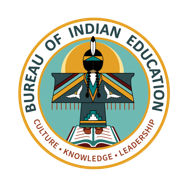 BUREAU OF INDIAN EDUCATION
CULTURE • KNOWLEDGE • LEADERSHIP